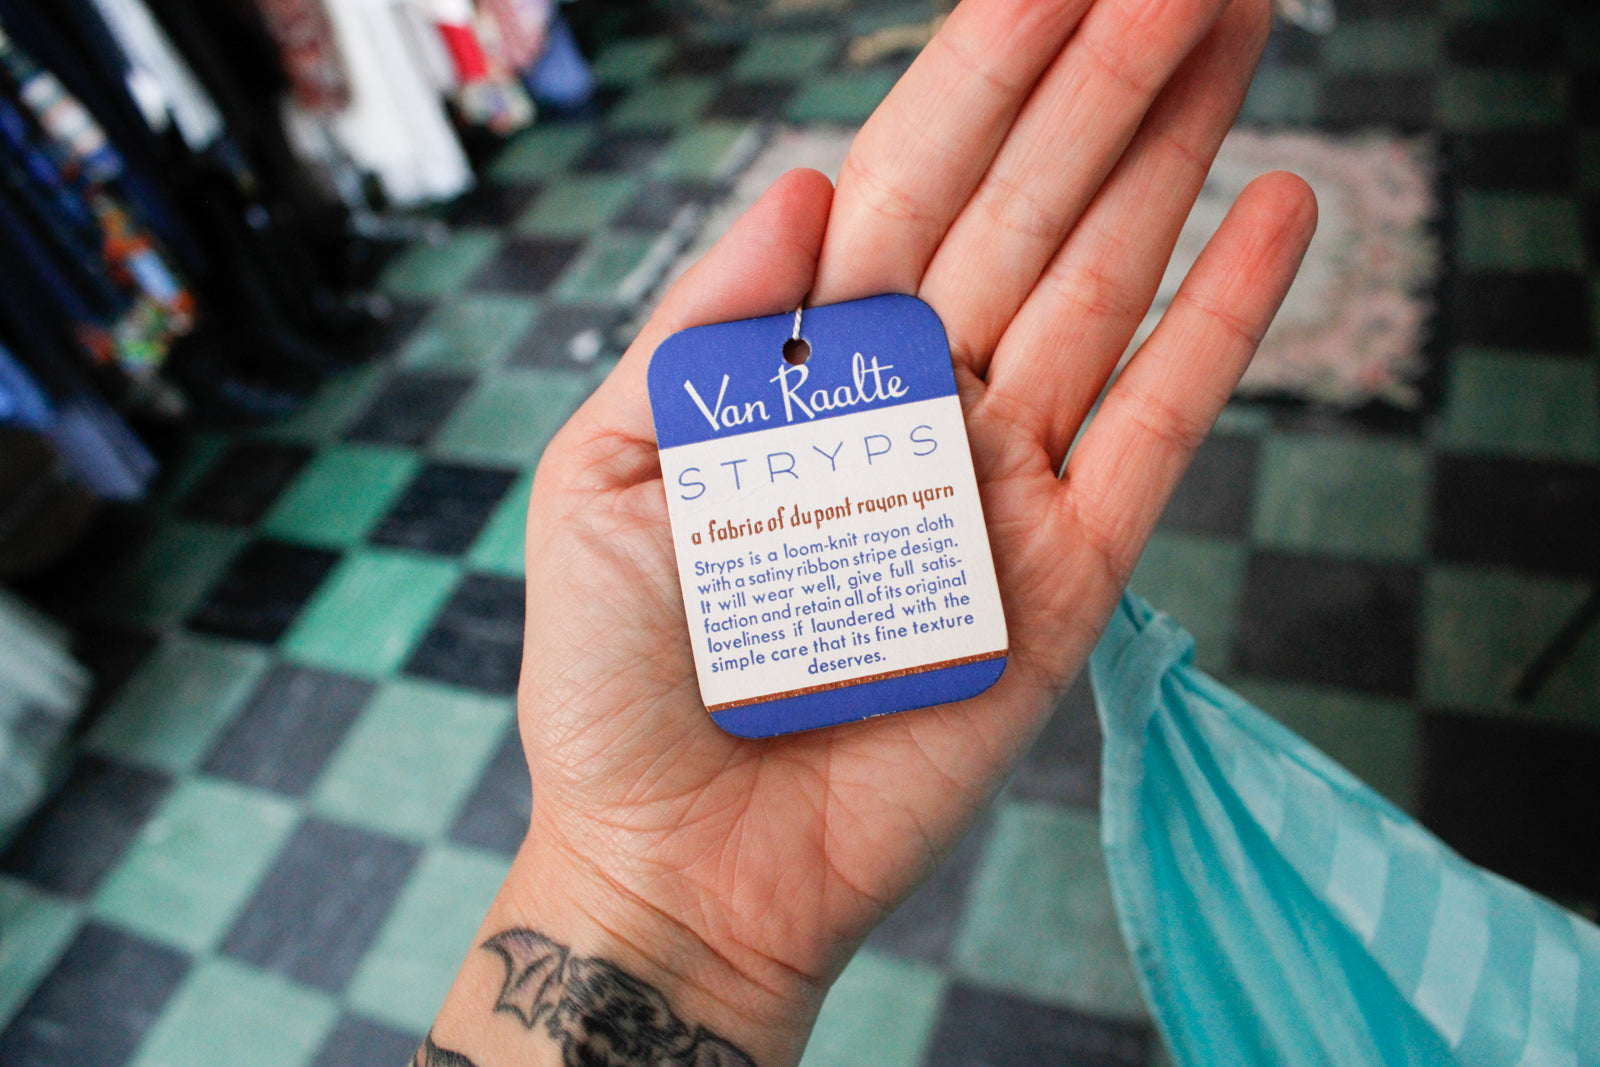 Van Raalte
STRYPS
a fabric of dupont rayon yarn
Stryps is a loom-knit rayon cloth
with a satiny ribbon stripe design.
It will wear well, give full satis-
faction and retain all of its original
loveliness if laundered with the
simple care that its fine texture
deserves.